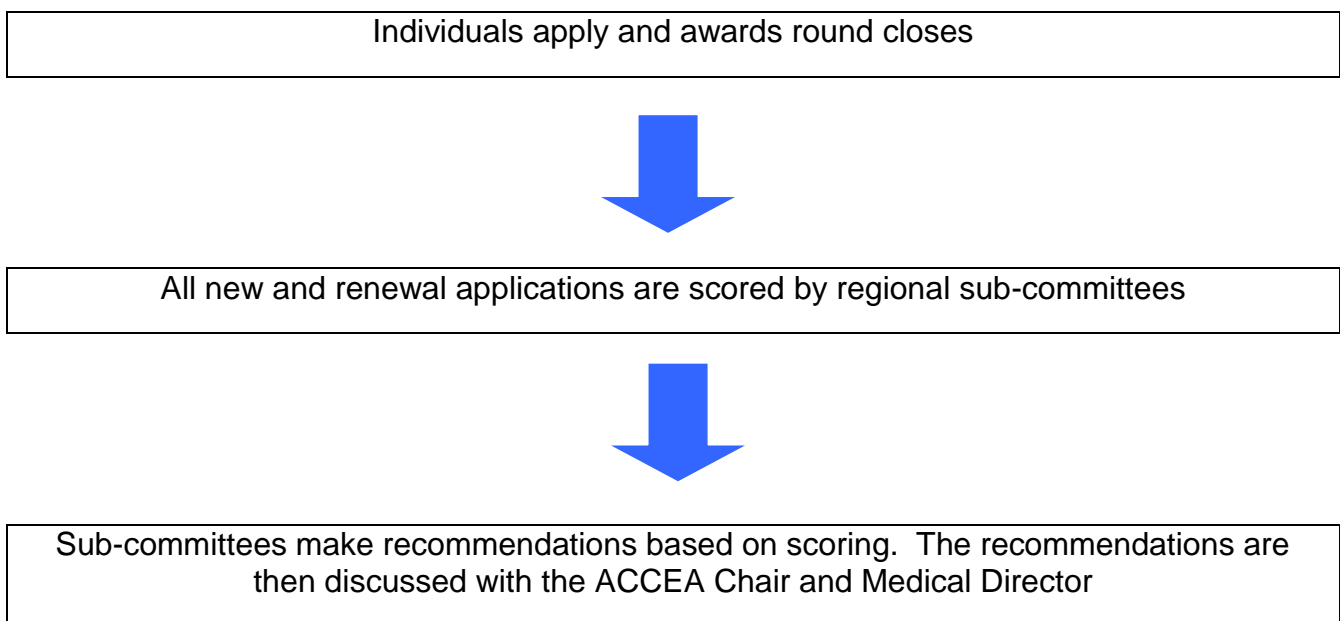 Individuals apply and awards round closes
All new and renewal applications are scored by regional sub-committees
Sub-committees make recommendations based on scoring.  The recommendations are
then discussed with the ACCEA Chair and Medical Director